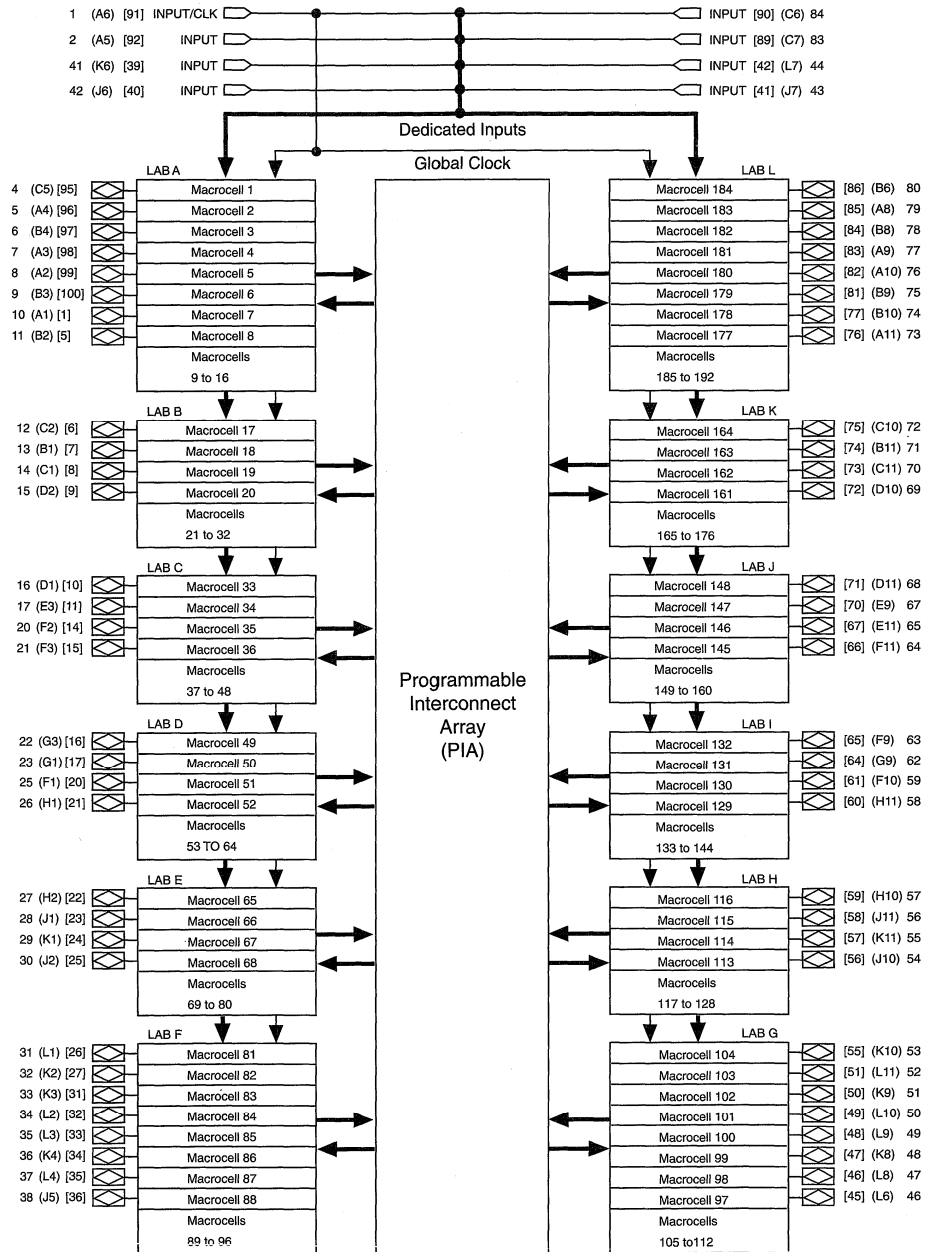 1 (A6) [91] INPUT/CLK INPUT [90] (C6) 84
2 (A5) [92] INPUT INPUT [89] (C7) 83
41 (K6) [39] INPUT INPUT [42] (L7) 44
42 (J6) [40] INPUT INPUT [41] (J7) 43
Dedicated Inputs
Global Clock
LAB A LAB L
4 (C5) [95] Macrocell 1 Macrocell 184 [86] (B6) 80
5 (A4) [96] Macrocell 2 Macrocell 183 [85] (A8) 79
6 (B4) [97] Macrocell 3 Macrocell 182 [84] (B8) 78
7 (A3) [98] Macrocell 4 Macrocell 181 [83] (A9) 77
8 (A2) [99] Macrocell 5 Macrocell 180 [82] (A10) 76
9 (B3) [100] Macrocell 6 Macrocell 179 [81] (B9) 75
10 (A1) [1] Macrocell 7 Macrocell 178 [77] (B10) 74
11 (B2) [5] Macrocell 8 Macrocell 177 [76] (A11) 73
Macrocells Macrocells
9 to 16 185 to 192
LAB B LAB K
12 (C2) [6] Macrocell 17 Macrocell 164 [75] (C10) 72
13 (B1) [7] Macrocell 18 Macrocell 163 [74] (B11) 71
14 (C1) [8] Macrocell 19 Macrocell 162 [73] (C11) 70
15 (D2) [9] Macrocell 20 Macrocell 161 [72] (D10) 69
Macrocells Macrocells
21 to 32 165 to 176
LAB C LAB J
16 (D1) [10] Macrocell 33 Macrocell 148 [71] (D11) 68
17 (E3) [11] Macrocell 34 Macrocell 147 [70] (E9) 67
20 (F2) [14] Macrocell 35 Macrocell 146 [67] (E11) 65
21 (F3) [15] Macrocell 36 Macrocell 145 [66] (F11) 64
Macrocells Macrocells
37 to 48 149 to 160
Programmable
Interconnect
Array
(PIA)
LAB D LAB I
22 (G3) [16] Macrocell 49 Macrocell 132 [65] (F9) 63
23 (G1) [17] Macrocell 50 Macrocell 131 [64] (G9) 62
25 (F1) [20] Macrocell 51 Macrocell 130 [61] (F10) 59
26 (H1) [21] Macrocell 52 Macrocell 129 [60] (H11) 58
Macrocells Macrocells
53 TO 64 133 to 144
LAB E LAB H
27 (H2) [22] Macrocell 65 Macrocell 116 [59] (H10) 57
28 (J1) [23] Macrocell 66 Macrocell 115 [58] (J11) 56
29 (K1) [24] Macrocell 67 Macrocell 114 [57] (K11) 55
30 (J2) [25] Macrocell 68 Macrocell 113 [56] (J10) 54
Macrocells Macrocells
69 to 80 117 to 128
LAB F LAB G
31 (L1) [26] Macrocell 81 Macrocell 104 [55] (K10) 53
32 (K2) [27] Macrocell 82 Macrocell 103 [51] (L11) 52
33 (K3) [31] Macrocell 83 Macrocell 102 [50] (K9) 51
34 (L2) [32] Macrocell 84 Macrocell 101 [49] (L10) 50
35 (L3) [33] Macrocell 85 Macrocell 100 [48] (L9) 49
36 (K4) [34] Macrocell 86 Macrocell 99 [47] (K8) 48
37 (L4) [35] Macrocell 87 Macrocell 98 [46] (L8) 47
38 (J5) [36] Macrocell 88 Macrocell 97 [45] (L6) 46
Macrocells Macrocells
89 to 96 105 to112